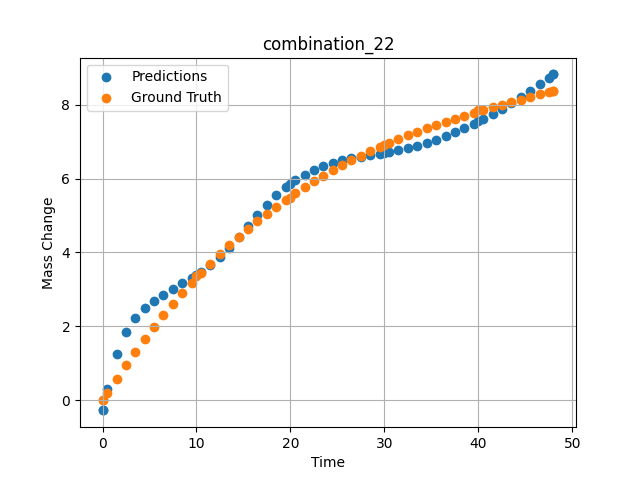 combination_22
Predictions
Ground Truth
Mass Change
8
6
4
2
0
0 10 20 30 40 50
Time